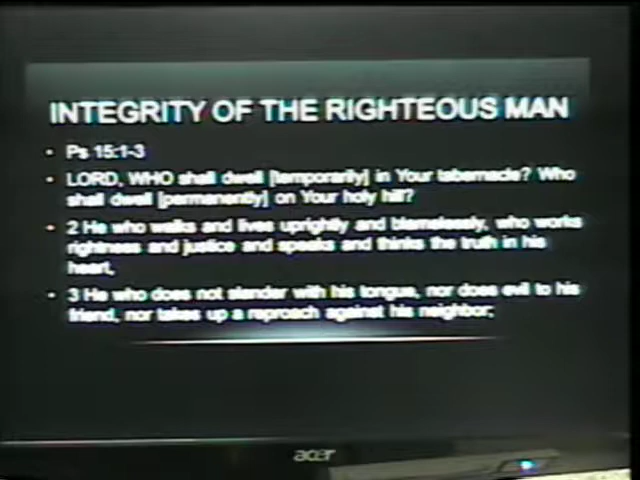 INTEGRITY OF THE RIGHTEOUS MAN
• Ps 15:1-3
• LORD, WHO shall dwell [temporarily] in Your tabernacle? Who
shall dwell [permanently] on Your holy hill?
• 2 He who walks and lives uprightly and blamelessly, who works
rightness and justice and speaks and thinks the truth in his
heart,
• 3 He who does not slander with his tongue, nor does evil to his
friend, nor takes up a reproach against his neighbor;
acer